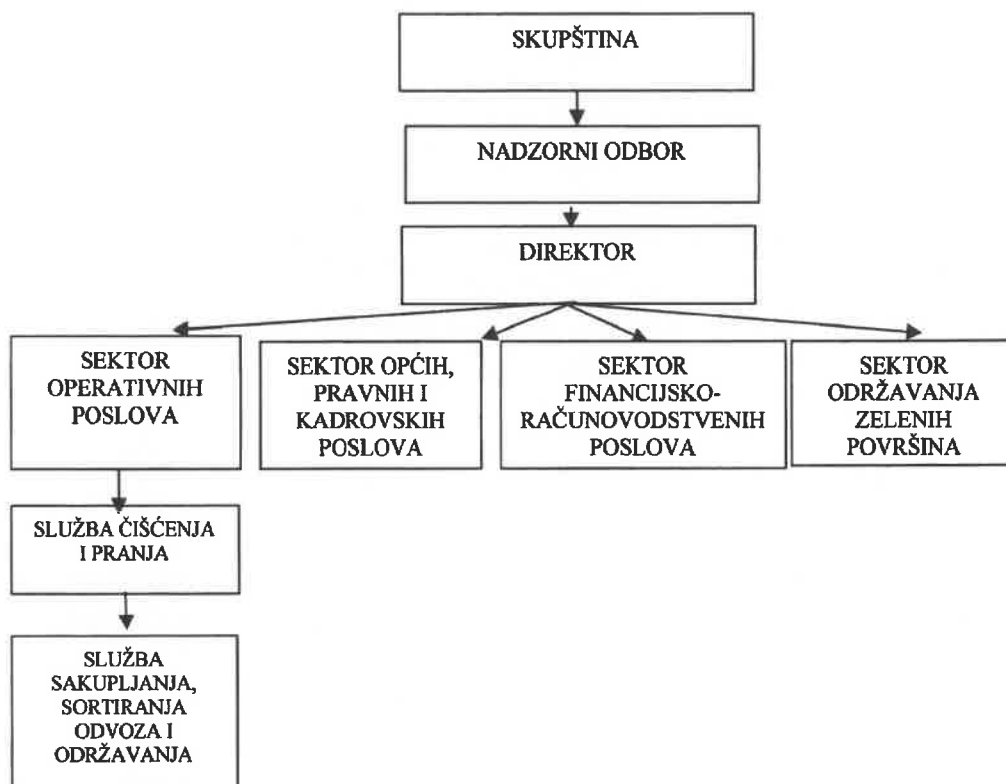 SKUPŠTINA
NADZORNI ODBOR
DIREKTOR
SEKTOR
OPERATIVNIH
POSLOVA
SEKTOR OPĆIH,
PRAVNIH I
KADROVSKIH
POSLOVA
SEKTOR
FINANCIJSKO-
RAČUNOVODSTVENIH
POSLOVA
SEKTOR
ODRŽAVANJA
ZELENIH
POVRŠINA
SLUŽBA ČIŠĆENJA
I PRANJA
SLUŽBA
SAKUPLJANJA,
SORTIRANJA
ODVOZA I
ODRŽAVANJA